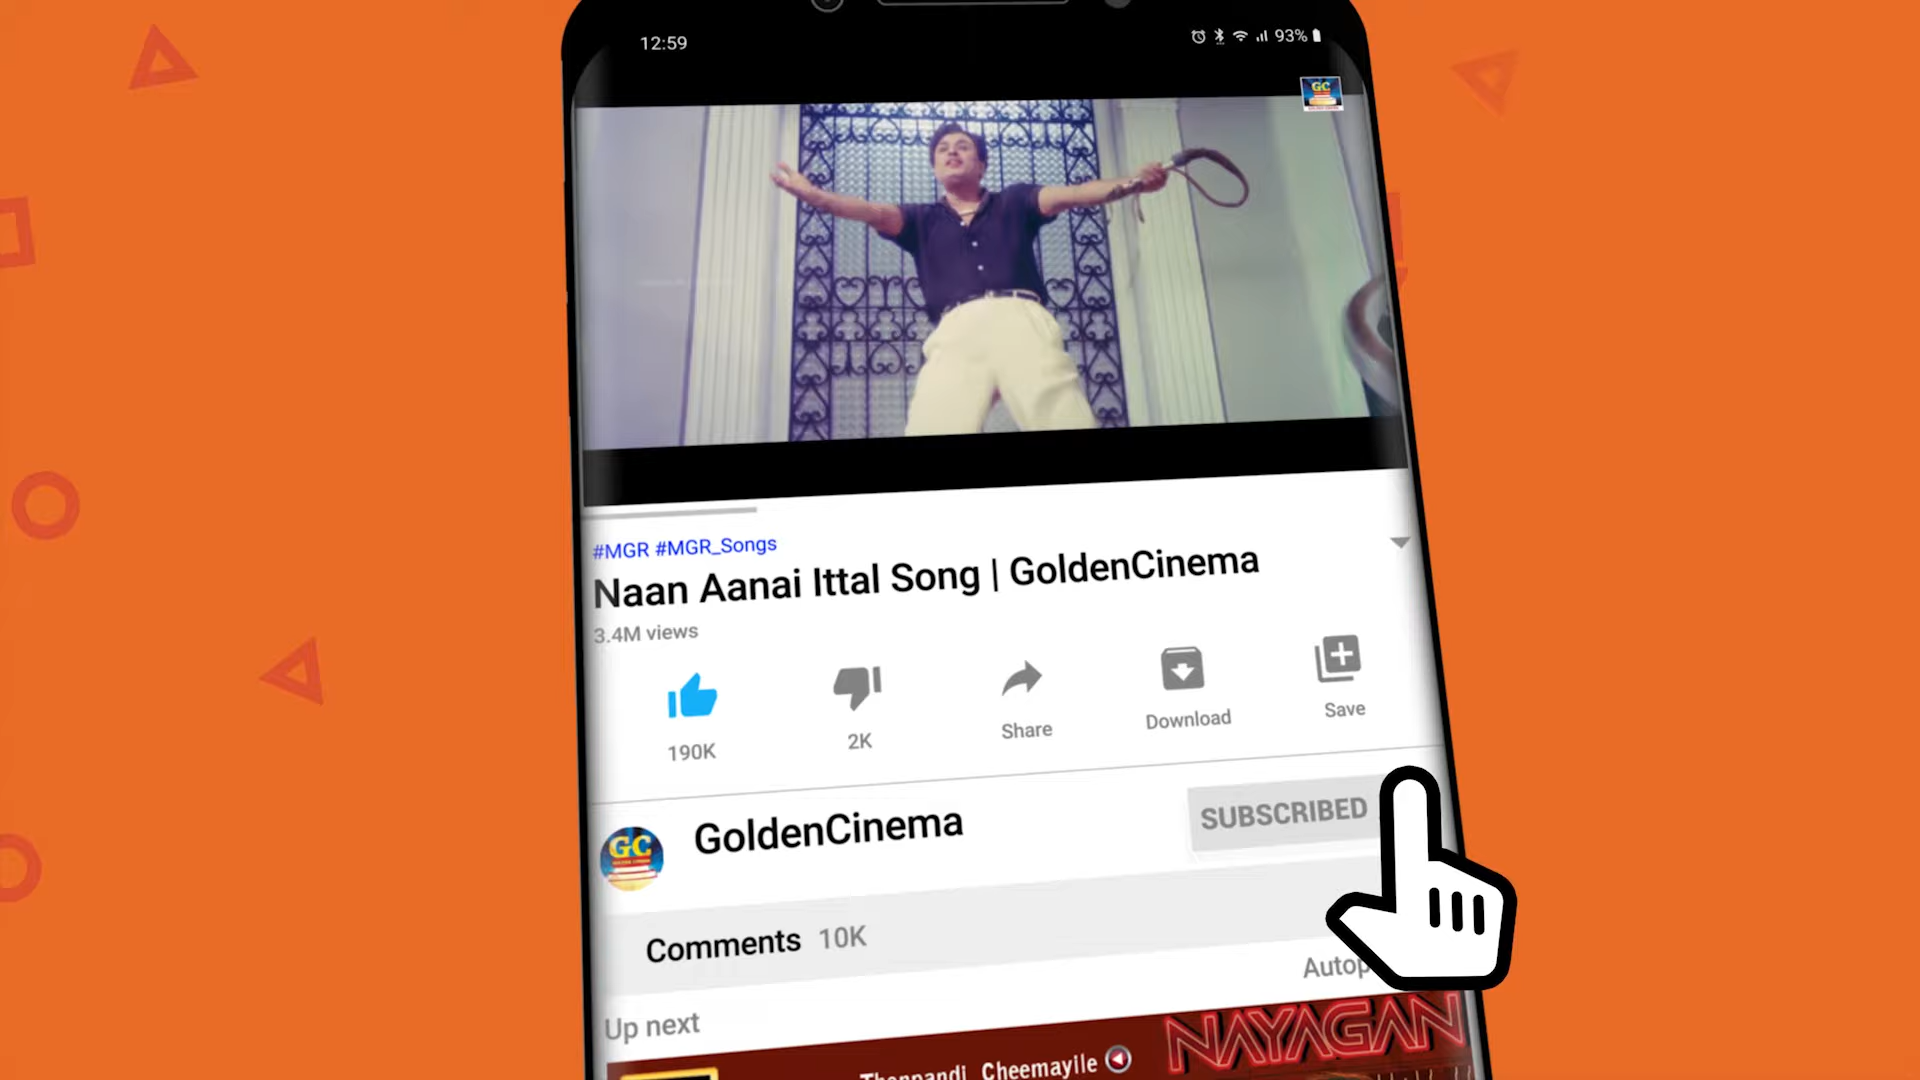 12:59
93%
GC
#MGR #MGR_Songs
Naan Aanai Ittal Song | GoldenCinema
3.4M views
190K
2K
Share
Download
Save
GC
GoldenCinema
SUBSCRIBED
Comments 10K
Up next
NAYAGAN
Cheemayile